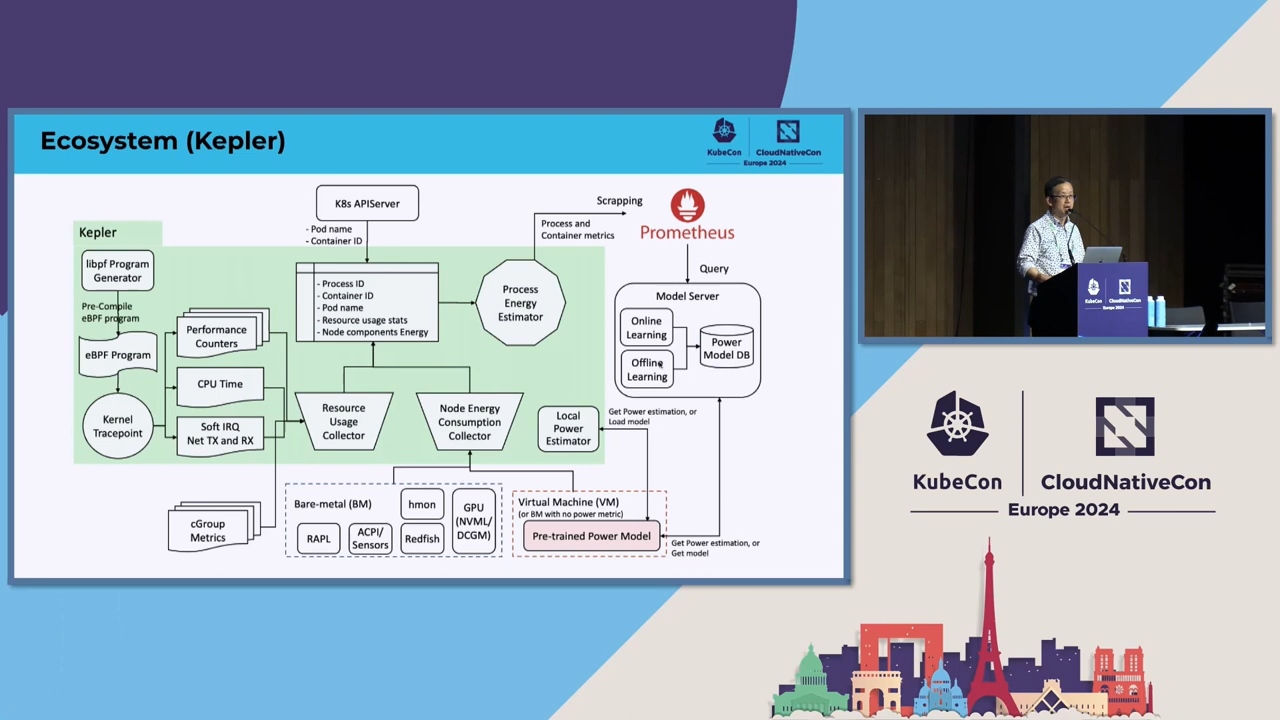 Ecosystem (Kepler)
KubeCon
CloudNativeCon
Europe 2024
K8s APIServer
- Pod name
- Container ID
Scrapping
Process and
Container metrics
Prometheus
Query
Kepler
libpf Program
Generator
Pre-Compile
eBPF program
eBPF Program
Kernel
Tracepoint
Performance
Counters
CPU Time
Soft IRQ
Net TX and RX
- Process ID
- Container ID
- Pod name
- Resource usage stats
- Node components Energy
Process
Energy
Estimator
Resource
Usage
Collector
Node Energy
Consumption
Collector
Local
Power
Estimator
Model Server
Online
Learning
Offline
Learning
Power
Model DB
Get Power estimation, or
Load model
cGroup
Metrics
Bare-metal (BM)
hmon
RAPL
ACPI/
Sensors
Redfish
GPU
(NVML/
DCGM)
Virtual Machine (VM)
(or BM with no power metric)
Pre-trained Power Model
Get Power estimation, or
Get model
KubeCon
CloudNativeCon
Europe 2024